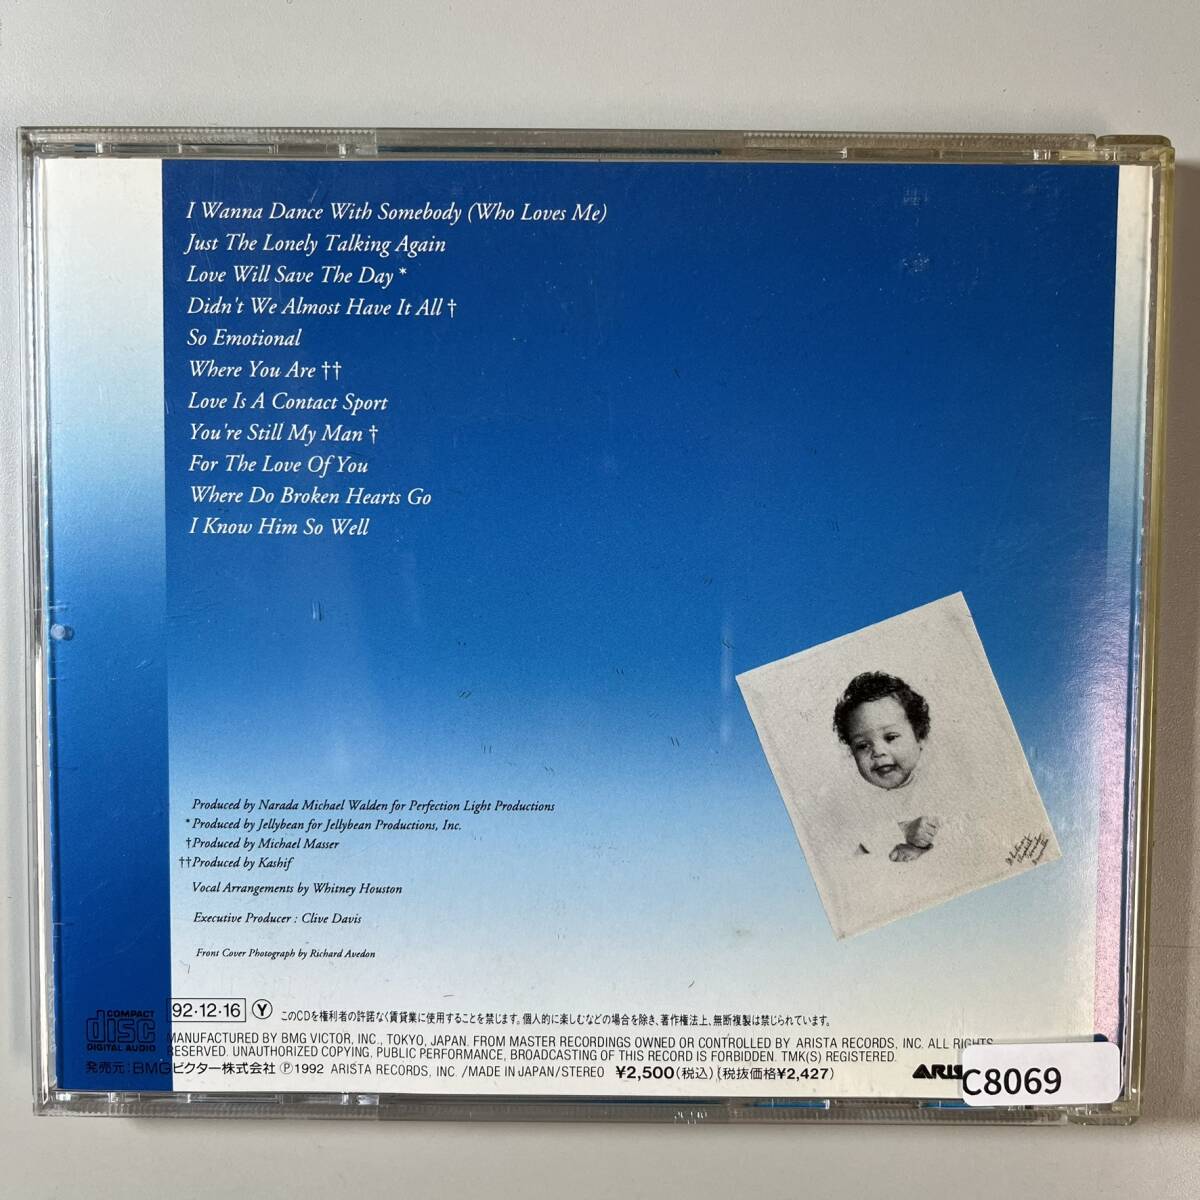 I Wanna Dance With Somebody (Who Loves Me)
Just The Lonely Talking Again
Love Will Save The Day *
Didn't We Almost Have It All †
So Emotional
Where You Are ††
Love Is A Contact Sport
You're Still My Man †
For The Love Of You
Where Do Broken Hearts Go
I Know Him So Well
Produced by Narada Michael Walden for Perfection Light Productions
*Produced by Jellybean for Jellybean Productions, Inc.
†Produced by Michael Masser
††Produced by Kashif
Vocal Arrangements by Whitney Houston
Executive Producer : Clive Davis
Front Cover Photograph by Richard Avedon
COMPACT
disc
DIGITAL AUDIO
92·12·16 Ⓨ このCDを権利者の許諾なく賃貸業に使用することを禁じます。個人的に楽しむなどの場合を除き、著作権法上、無断複製は禁じられています。
MANUFACTURED BY BMG VICTOR, INC., TOKYO, JAPAN. FROM MASTER RECORDINGS OWNED OR CONTROLLED BY ARISTA RECORDS, INC. ALL RIGHTS
RESERVED. UNAUTHORIZED COPYING, PUBLIC PERFORMANCE, BROADCASTING OF THIS RECORD IS FORBIDDEN. TMK(S) REGISTERED.
発売元:BMGビクター株式会社 Ⓟ1992 ARISTA RECORDS, INC. /MADE IN JAPAN/STEREO ¥2,500(税込)(税抜価格¥2,427)
ARIS
C8069